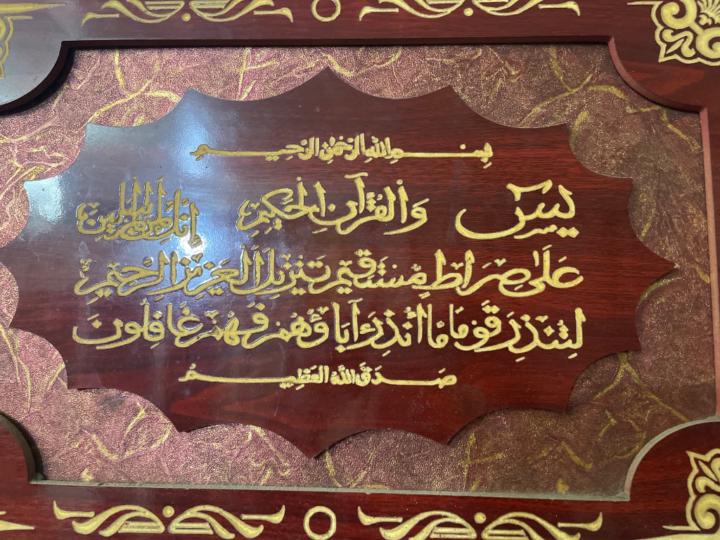 بسم الله الرحمن الرحيم
يس والقرآن الحكيم إنك لمن المرسلين
على صراط مستقيم تنزيل العزيز الرحيم
لتنذر قوما ما أنذر آباؤهم فهم غافلون
صدق الله العظيم